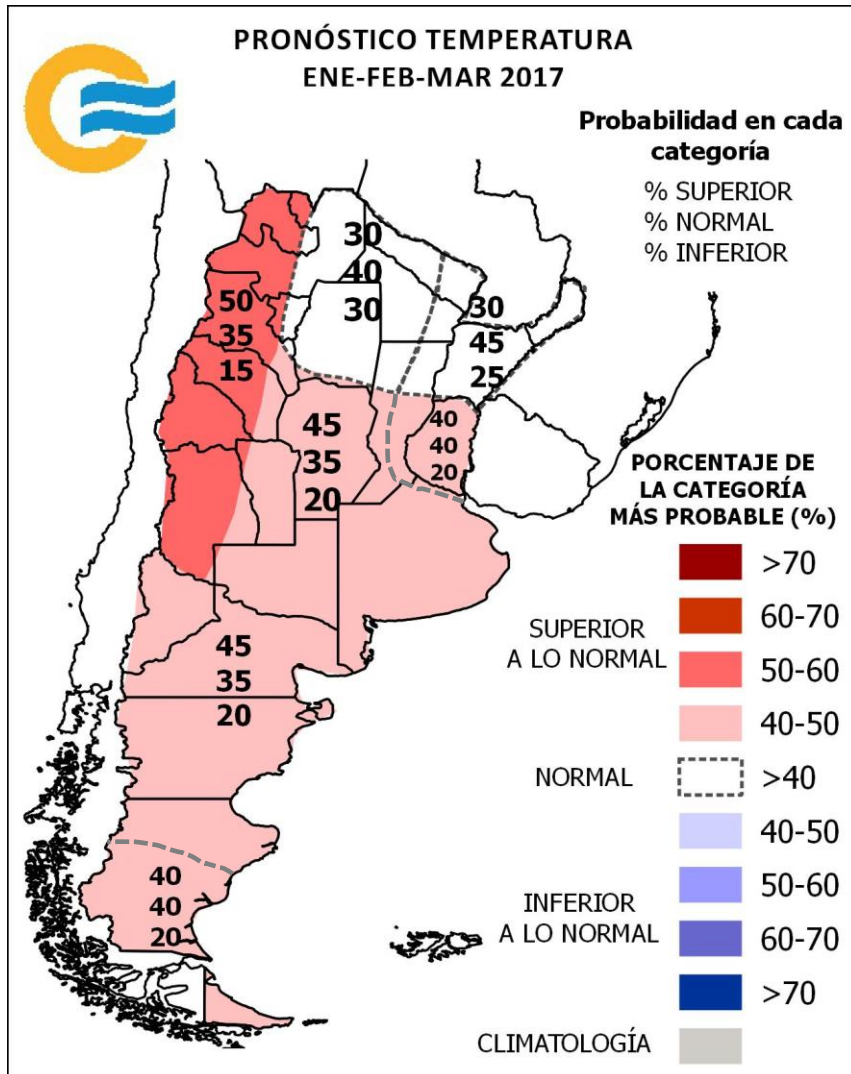 PRONÓSTICO TEMPERATURA
ENE-FEB-MAR 2017
Probabilidad en cada
categoría
% SUPERIOR
% NORMAL
% INFERIOR
30
40
30
50
35
15
30
45
25
45
35
20
40
40
20
45
35
20
40
40
20
PORCENTAJE DE
LA CATEGORÍA
MÁS PROBABLE (%)
>70
60-70
SUPERIOR
A LO NORMAL
50-60
40-50
NORMAL
>40
40-50
INFERIOR
A LO NORMAL
50-60
60-70
>70
CLIMATOLOGÍA